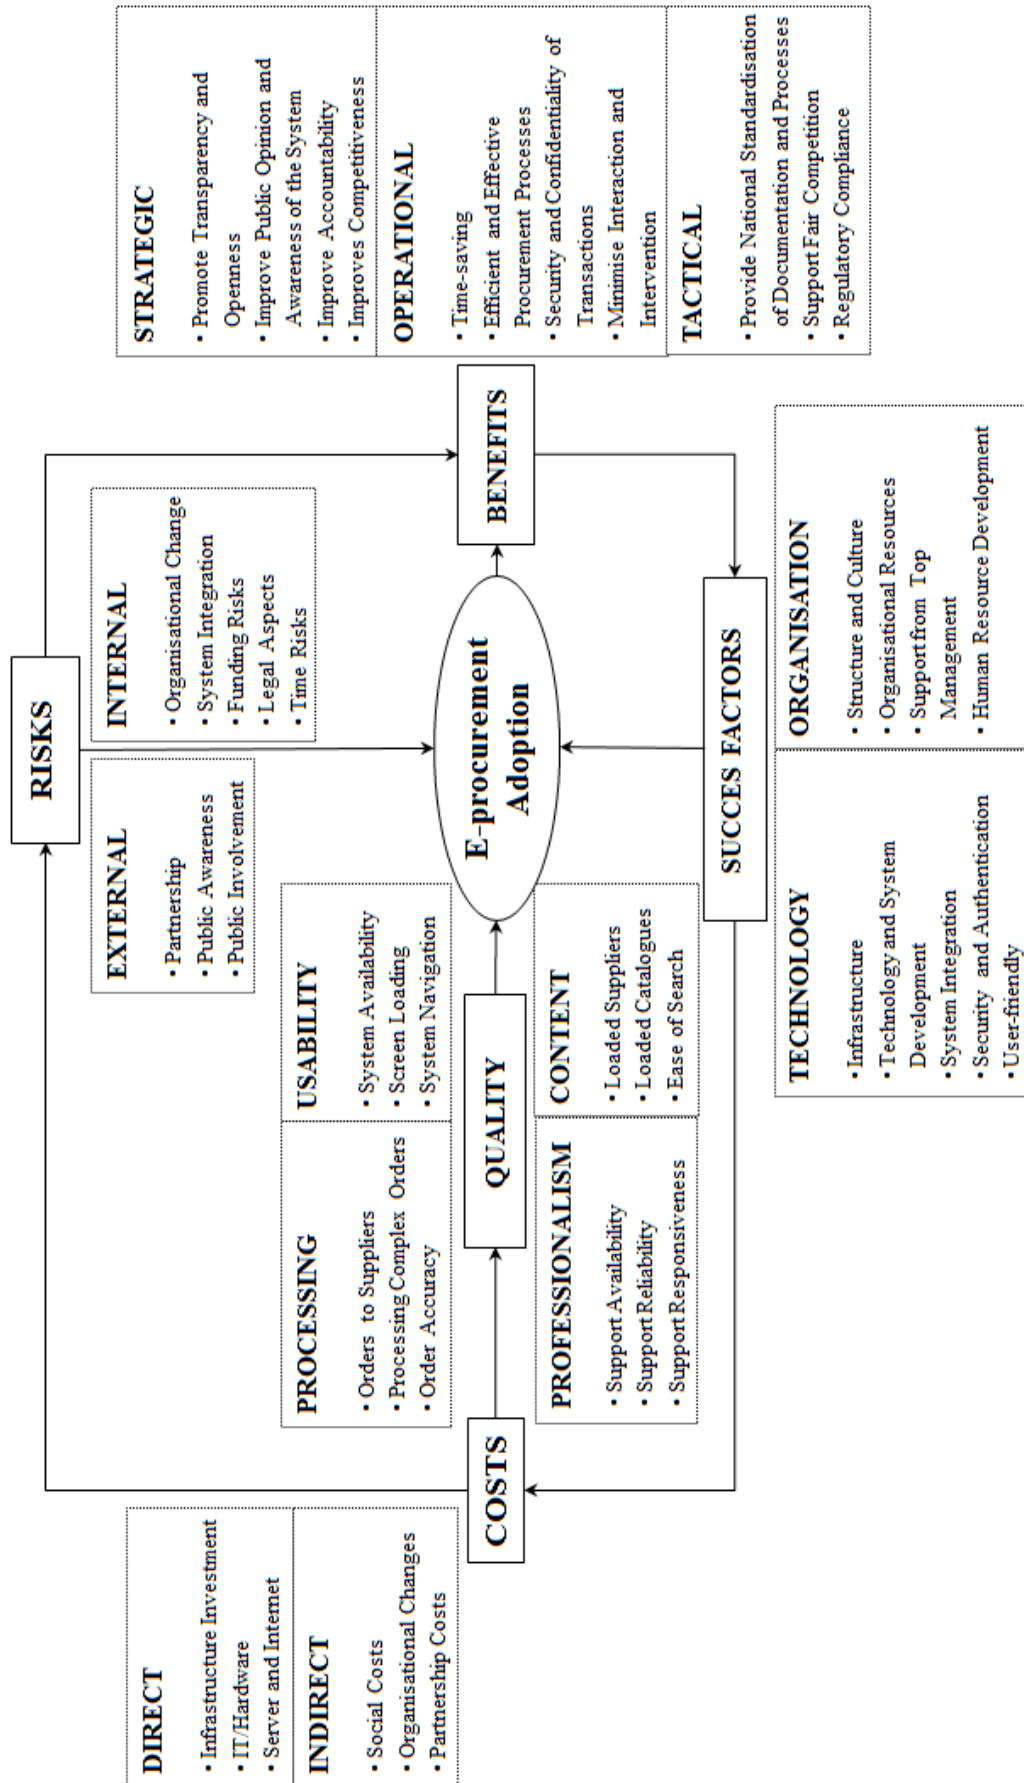 RISKS
EXTERNAL
• Partnership
• Public Awareness
• Public Involvement
INTERNAL
• Organisational Change
• System Integration
• Funding Risks
• Legal Aspects
• Time Risks
DIRECT
• Infrastructure Investment
• IT/Hardware
• Server and Internet
INDIRECT
• Social Costs
• Organisational Changes
• Partnership Costs
COSTS
PROCESSING
• Orders to Suppliers
• Processing Complex Orders
• Order Accuracy
USABILITY
• System Availability
• Screen Loading
• System Navigation
QUALITY
PROFESSIONALISM
• Support Availability
• Support Reliability
• Support Responsiveness
CONTENT
• Loaded Suppliers
• Loaded Catalogues
• Ease of Search
E-procurement
Adoption
BENEFITS
STRATEGIC
• Promote Transparency and
Openness
• Improve Public Opinion and
Awareness of the System
• Improve Accountability
• Improves Competitiveness
OPERATIONAL
• Time-saving
• Efficient and Effective
Procurement Processes
• Security and Confidentiality of
Transactions
• Minimise Interaction and
Intervention
TACTICAL
• Provide National Standardisation
of Documentation and Processes
• Support Fair Competition
• Regulatory Compliance
SUCCES FACTORS
TECHNOLOGY
• Infrastructure
• Technology and System
Development
• System Integration
• Security and Authentication
• User-friendly
ORGANISATION
• Structure and Culture
• Organisational Resources
• Support from Top
Management
• Human Resource Development